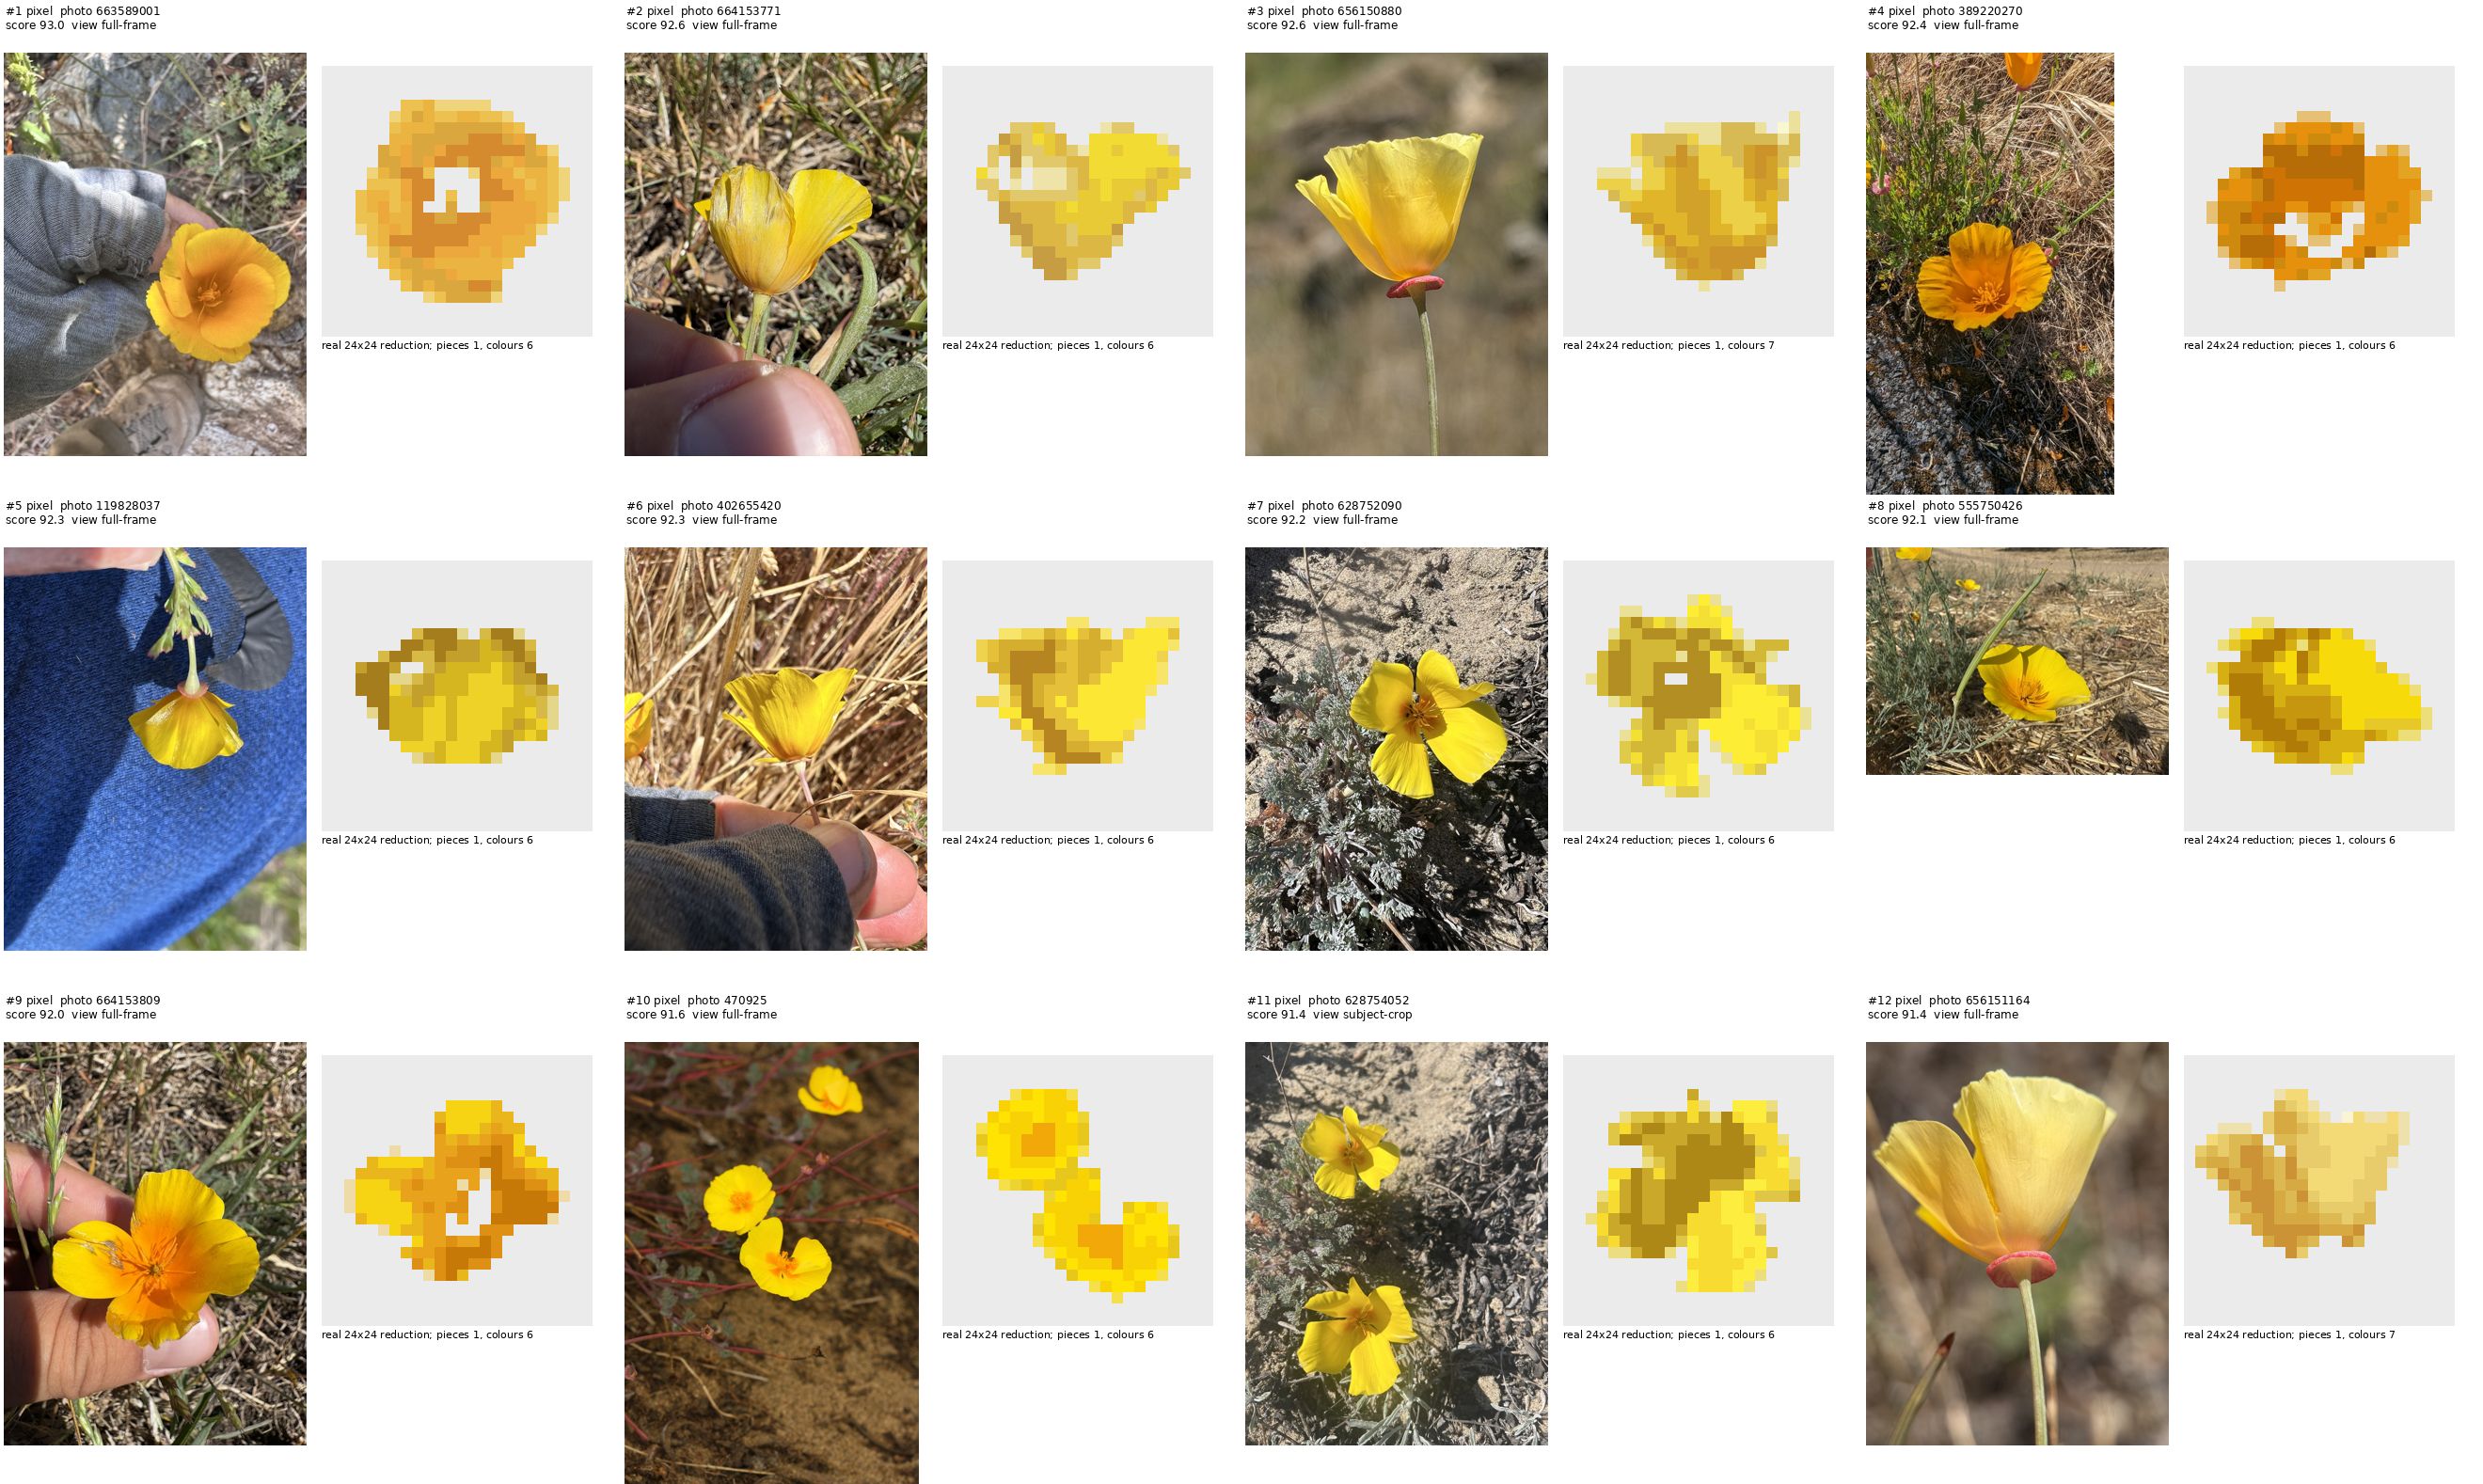 #1 pixel  photo 663589001
score 93.0  view full-frame
real 24x24 reduction; pieces 1, colours 6
#2 pixel  photo 664153771
score 92.6  view full-frame
real 24x24 reduction; pieces 1, colours 6
#3 pixel  photo 656150880
score 92.6  view full-frame
real 24x24 reduction; pieces 1, colours 7
#4 pixel  photo 389220270
score 92.4  view full-frame
real 24x24 reduction; pieces 1, colours 6
#5 pixel  photo 119828037
score 92.3  view full-frame
real 24x24 reduction; pieces 1, colours 6
#6 pixel  photo 402655420
score 92.3  view full-frame
real 24x24 reduction; pieces 1, colours 6
#7 pixel  photo 628752090
score 92.2  view full-frame
real 24x24 reduction; pieces 1, colours 6
#8 pixel  photo 555750426
score 92.1  view full-frame
real 24x24 reduction; pieces 1, colours 6
#9 pixel  photo 664153809
score 92.0  view full-frame
real 24x24 reduction; pieces 1, colours 6
#10 pixel  photo 470925
score 91.6  view full-frame
real 24x24 reduction; pieces 1, colours 6
#11 pixel  photo 628754052
score 91.4  view subject-crop
real 24x24 reduction; pieces 1, colours 6
#12 pixel  photo 656151164
score 91.4  view full-frame
real 24x24 reduction; pieces 1, colours 7